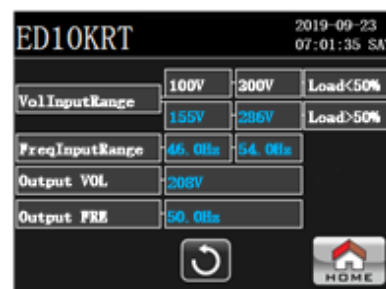 ED10KRT
2019-09-23
07:01:35 SA
VolInputRange
100V 300V Load<50%
155V 286V Load>50%
FreqInputRange 46.0Hz 54.0Hz
Output VOL 208V
Output FRE 50.0Hz
HOME